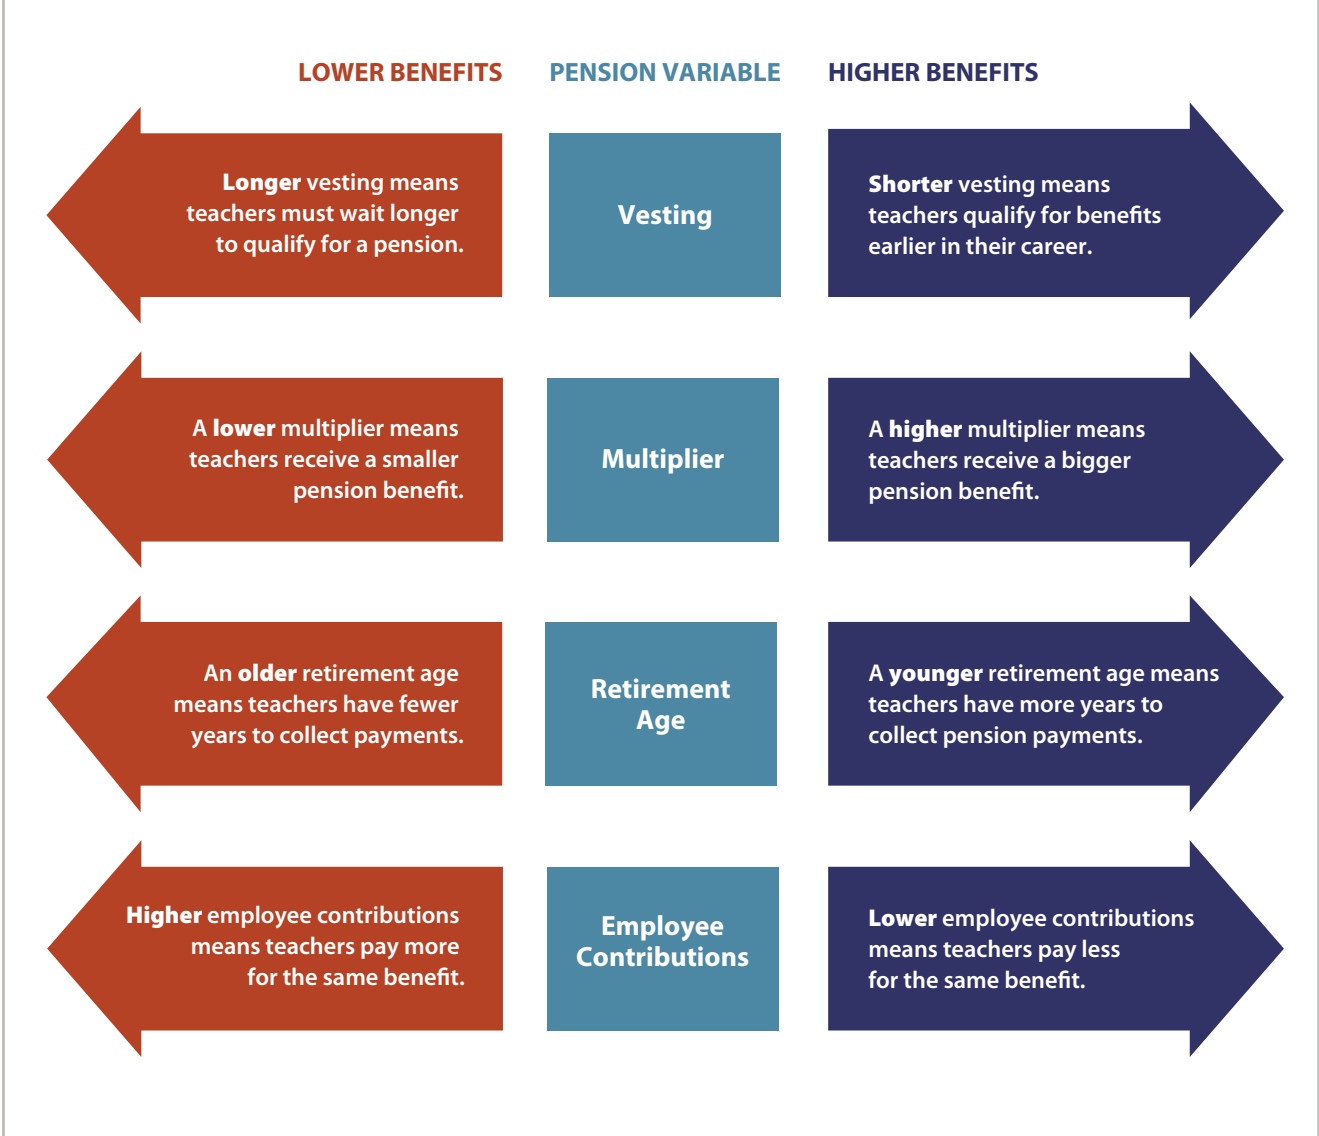 LOWER BENEFITS
PENSION VARIABLE
HIGHER BENEFITS
Longer vesting means
teachers must wait longer
to qualify for a pension.
Vesting
Shorter vesting means
teachers qualify for benefits
earlier in their career.
A lower multiplier means
teachers receive a smaller
pension benefit.
Multiplier
A higher multiplier means
teachers receive a bigger
pension benefit.
An older retirement age
means teachers have fewer
years to collect payments.
Retirement
Age
A younger retirement age means
teachers have more years to
collect pension payments.
Higher employee contributions
means teachers pay more
for the same benefit.
Employee
Contributions
Lower employee contributions
means teachers pay less
for the same benefit.